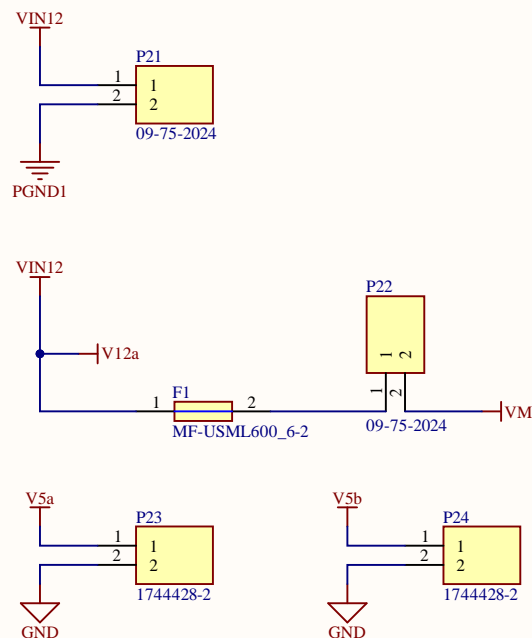 VIN12
P21
1 1
2 2
09-75-2024
PGND1
VIN12
P22
V12a
1 2
1 2
F1
1 2
VM
MF-USML600_6-2
09-75-2024
V5a
P23
1 1
2 2
1744428-2
GND
V5b
P24
1 1
2 2
1744428-2
GND